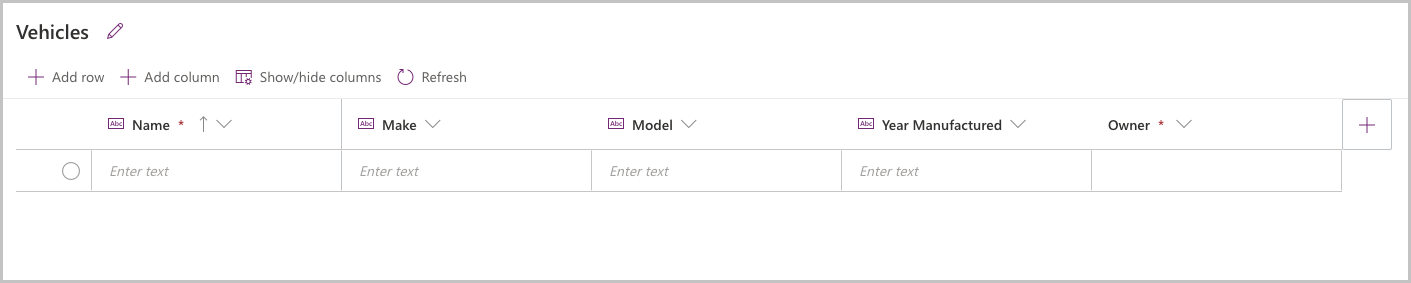 Vehicles
Add row Add column Show/hide columns Refresh
Abc Name * Abc Make Abc Model Abc Year Manufactured Owner *
Enter text Enter text Enter text Enter text